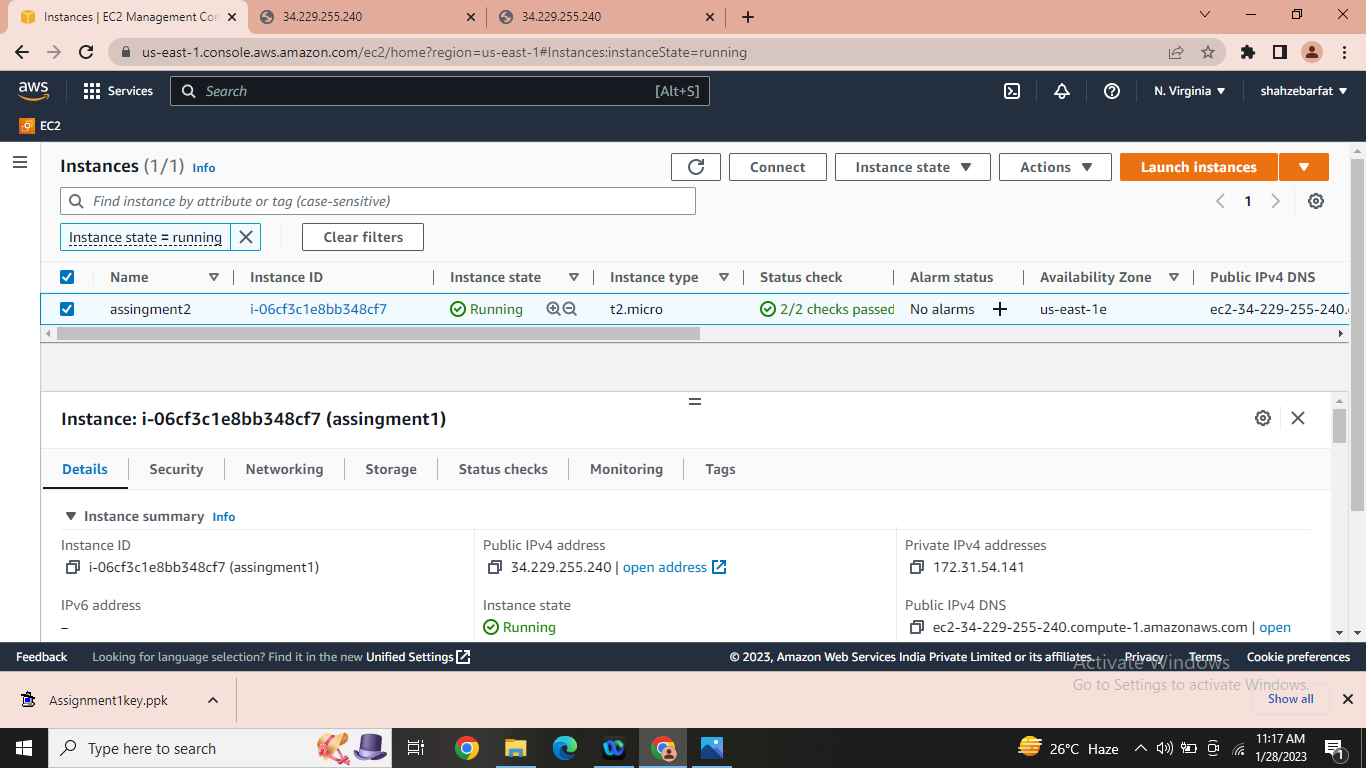 Instances | EC2 Management Con
34.229.255.240
34.229.255.240
us-east-1.console.aws.amazon.com/ec2/home?region=us-east-1#Instances:instanceState=running
aws
Services
Search
[Alt+S]
N. Virginia
shahzebarfat
EC2
Instances (1/1) Info
Connect
Instance state
Actions
Launch instances
Find instance by attribute or tag (case-sensitive)
1
Instance state = running
Clear filters
Name
Instance ID
Instance state
Instance type
Status check
Alarm status
Availability Zone
Public IPv4 DNS
assingment2
i-06cf3c1e8bb348cf7
Running
t2.micro
2/2 checks passed
No alarms
us-east-1e
ec2-34-229-255-240.
Instance: i-06cf3c1e8bb348cf7 (assingment1)
Details
Security
Networking
Storage
Status checks
Monitoring
Tags
Instance summary Info
Instance ID
Public IPv4 address
Private IPv4 addresses
i-06cf3c1e8bb348cf7 (assingment1)
34.229.255.240 | open address
172.31.54.141
IPv6 address
Instance state
Public IPv4 DNS
–
Running
ec2-34-229-255-240.compute-1.amazonaws.com | open
Feedback
Looking for language selection? Find it in the new Unified Settings
© 2023, Amazon Web Services India Private Limited or its affiliates.
Privacy
Terms
Cookie preferences
Activate Windows
Go to Settings to activate Windows.
Assignment1key.ppk
Show all
Type here to search
26°C Haze
11:17 AM
1/28/2023
1